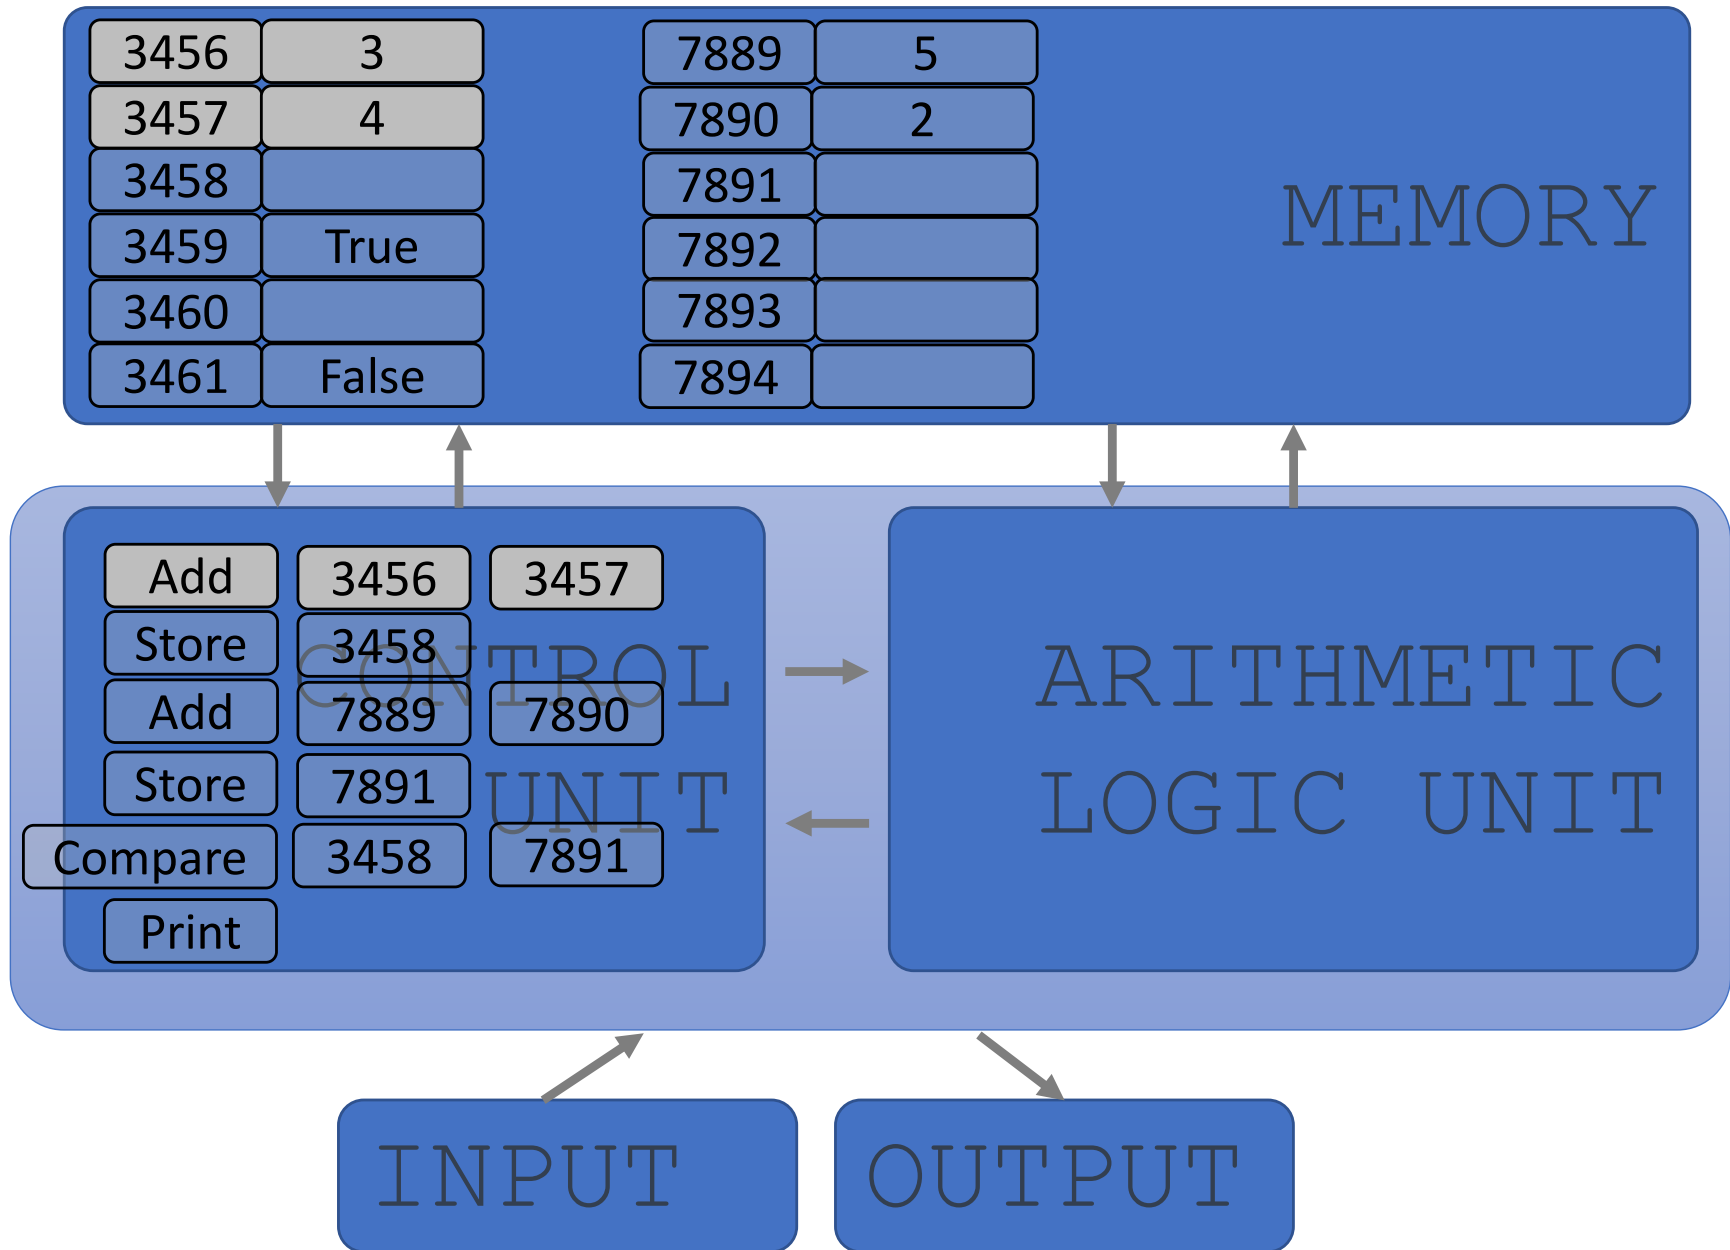 3456 3 7889 5
3457 4 7890 2
3458 7891
3459 True 7892
3460 7893
3461 False 7894
MEMORY
Add 3456 3457
Store 3458
Add 7889 7890
Store 7891
Compare 3458 7891
Print
CONTROL
UNIT
ARITHMETIC
LOGIC UNIT
INPUT
OUTPUT